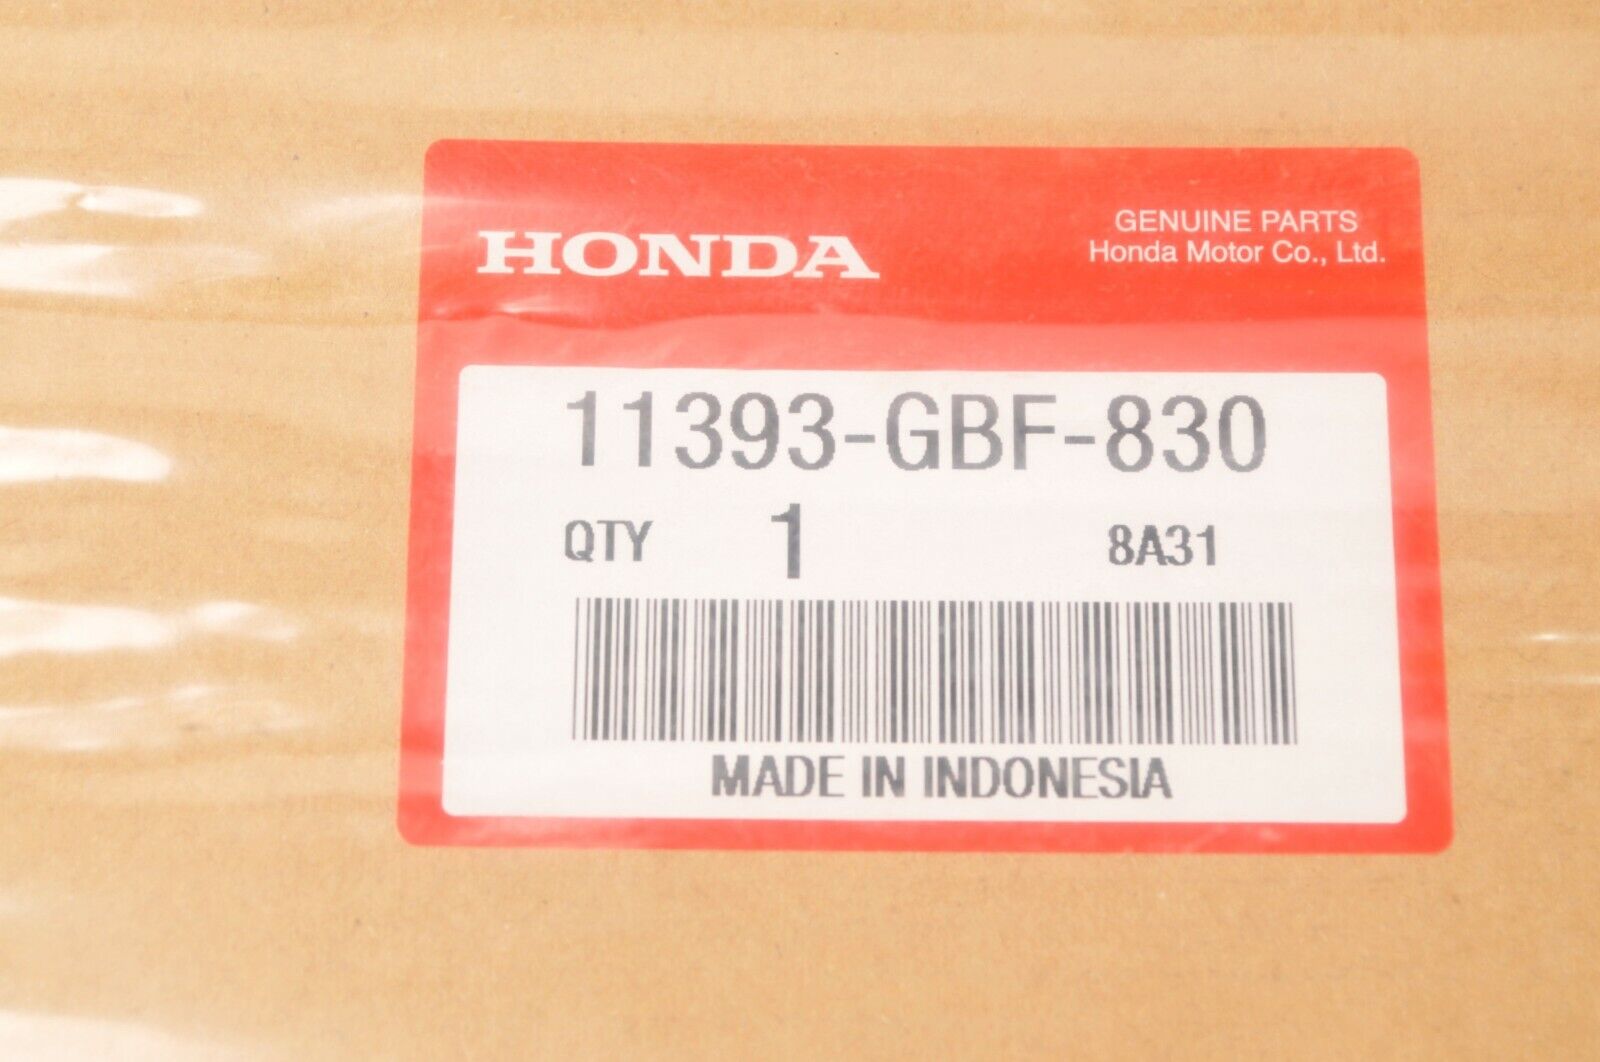 HONDA
GENUINE PARTS
Honda Motor Co., Ltd.
11393-GBF-830
QTY 1 8A31
MADE IN INDONESIA